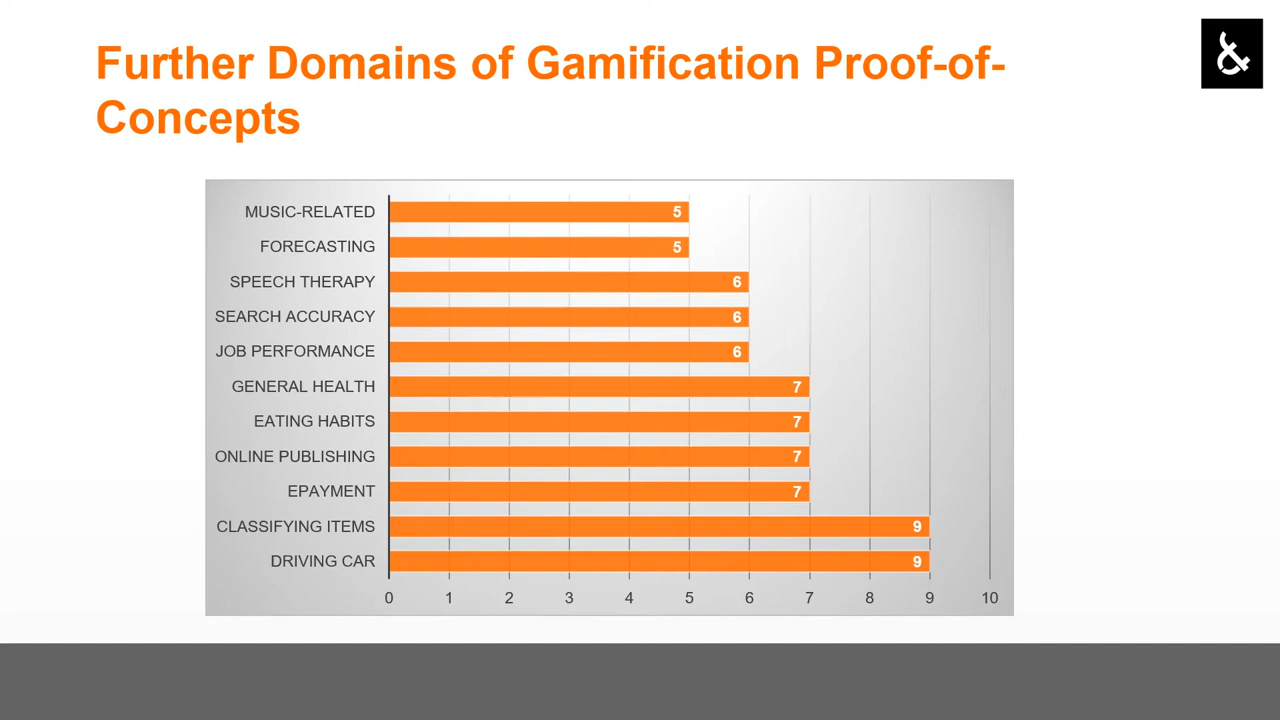 Further Domains of Gamification Proof-of-
Concepts
&
MUSIC-RELATED 5
FORECASTING 5
SPEECH THERAPY 6
SEARCH ACCURACY 6
JOB PERFORMANCE 6
GENERAL HEALTH 7
EATING HABITS 7
ONLINE PUBLISHING 7
EPAYMENT 7
CLASSIFYING ITEMS 9
DRIVING CAR 9
0 1 2 3 4 5 6 7 8 9 10